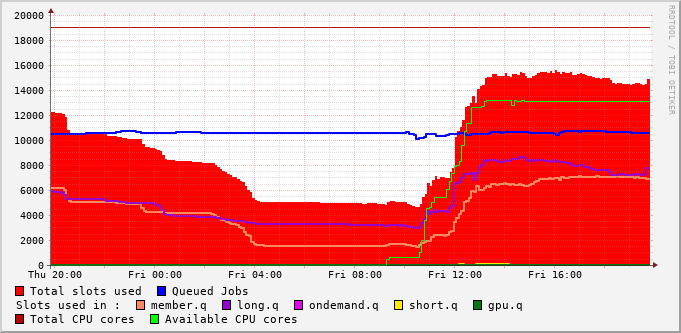 20000
18000
16000
14000
12000
10000
8000
6000
4000
2000
0
Thu 20:00 Fri 00:00 Fri 04:00 Fri 08:00 Fri 12:00 Fri 16:00
RRDTOOL / TOBI OETIKER
Total slots used Queued Jobs
Slots used in : member.q long.q ondemand.q short.q gpu.q
Total CPU cores Available CPU cores